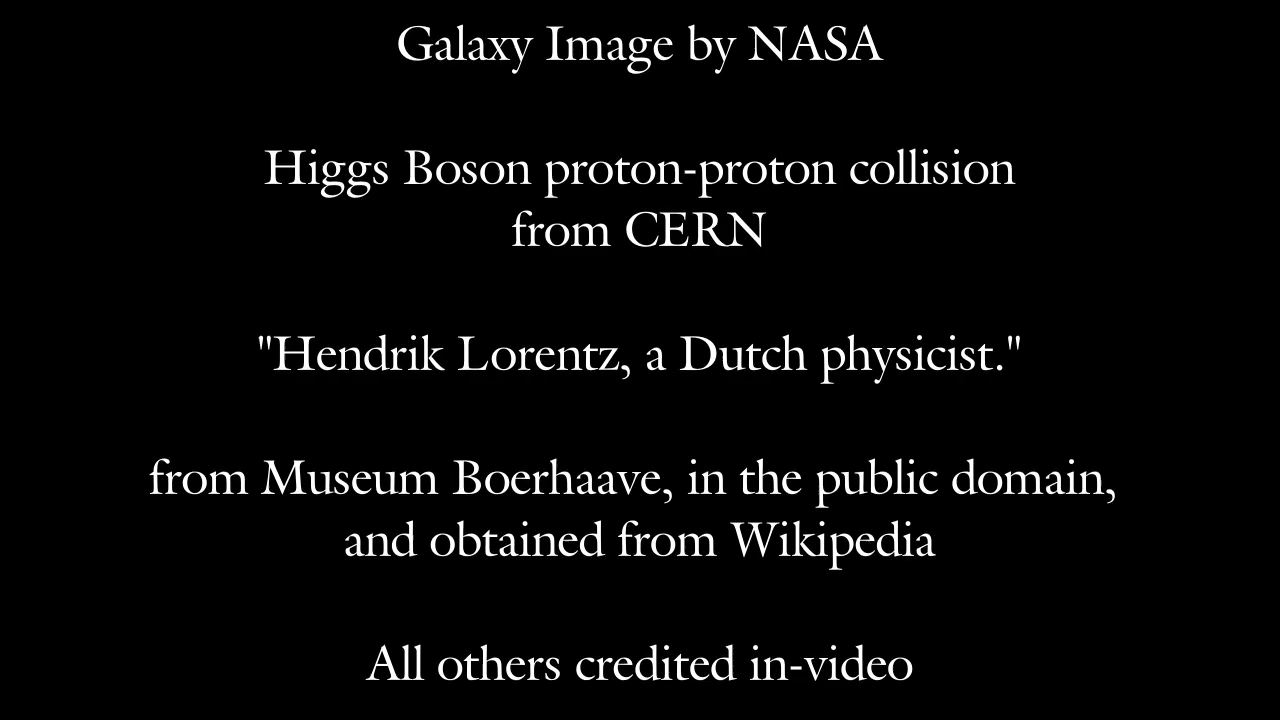 Galaxy Image by NASA
Higgs Boson proton-proton collision
from CERN
"Hendrik Lorentz, a Dutch physicist."
from Museum Boerhaave, in the public domain,
and obtained from Wikipedia
All others credited in-video